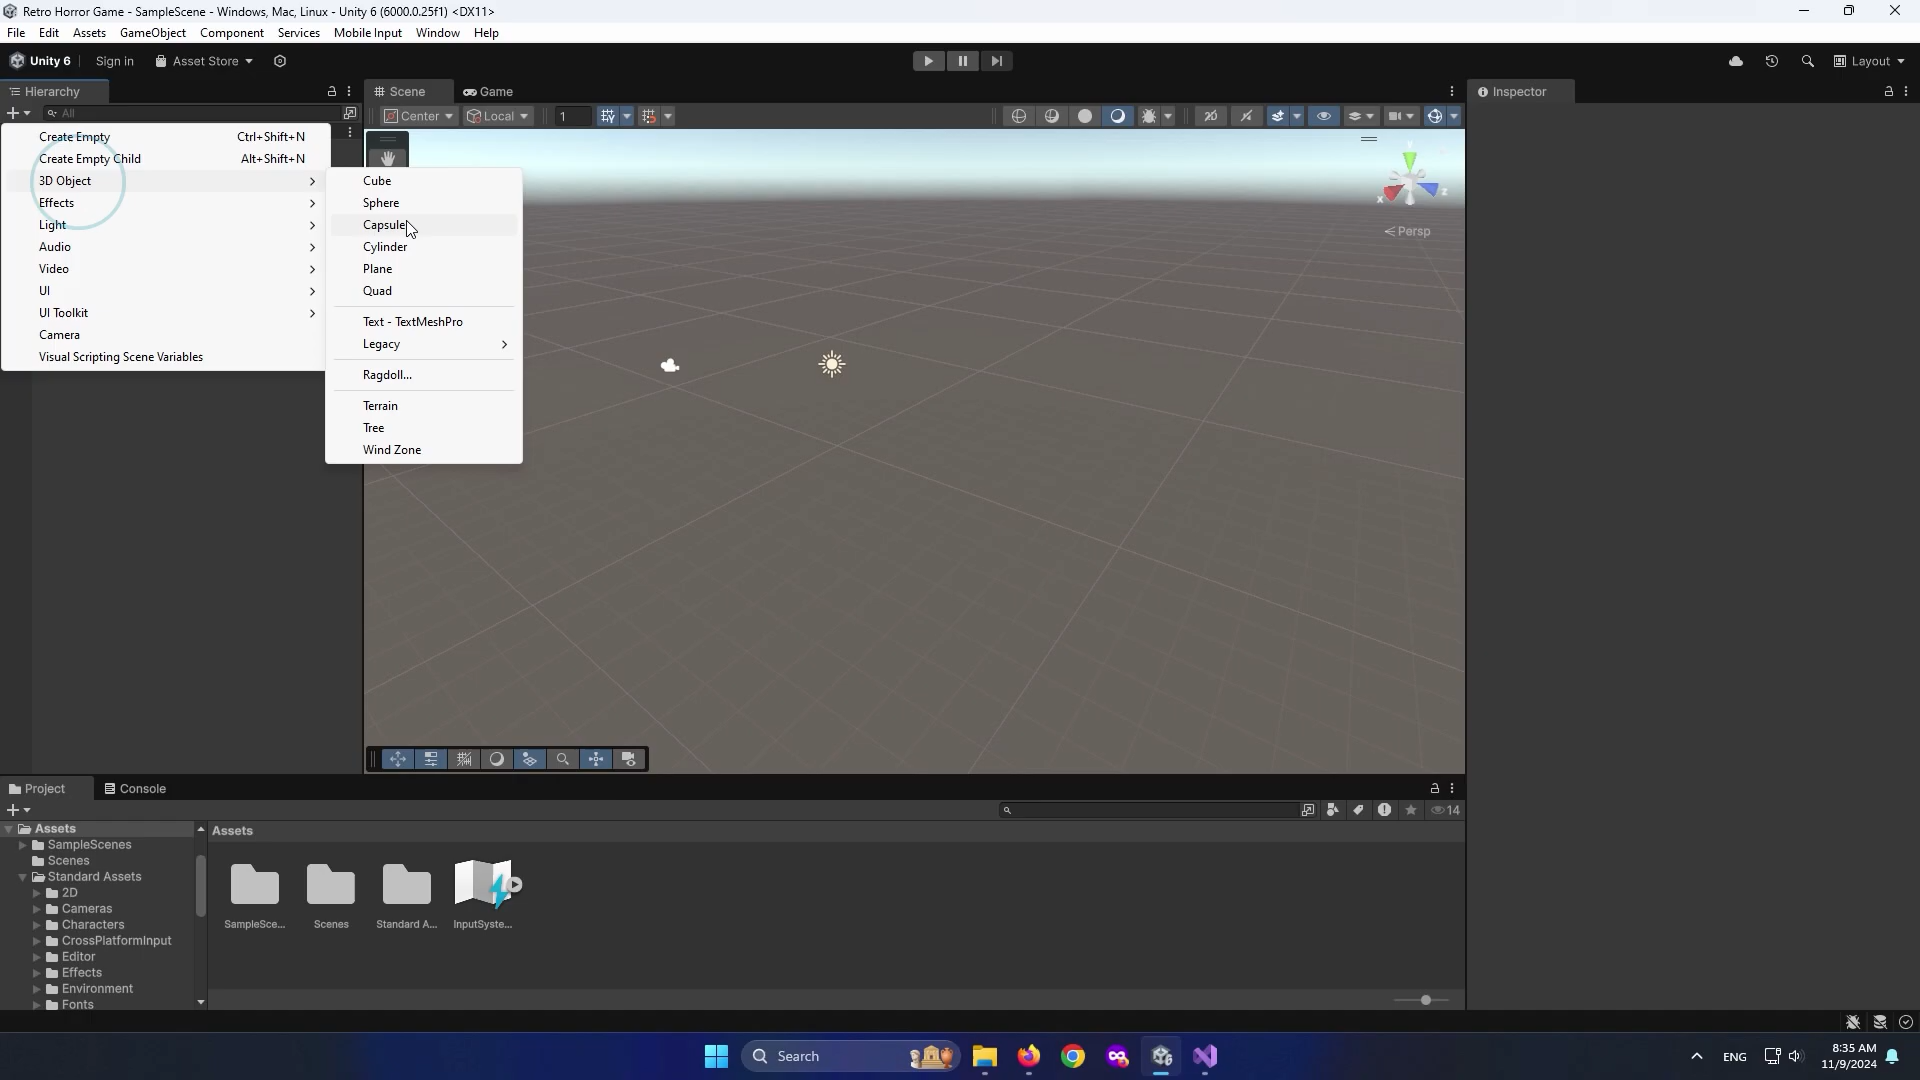 Retro Horror Game - SampleScene - Windows, Mac, Linux - Unity 6 (6000.0.25f1) <DX11>
File Edit Assets GameObject Component Services Mobile Input Window Help
Unity 6 Sign in Asset Store Layout
Hierarchy Scene Game Inspector
All Center Local 1
Create Empty Ctrl+Shift+N
Create Empty Child Alt+Shift+N
3D Object
Effects
Light
Audio
Video
UI
UI Toolkit
Camera
Visual Scripting Scene Variables
Cube
Sphere
Capsule
Cylinder
Plane
Quad
Text - TextMeshPro
Legacy
Ragdoll...
Terrain
Tree
Wind Zone
y
x z
Persp
Project Console
14
Assets
SampleScenes
Scenes
Standard Assets
2D
Cameras
Characters
CrossPlatformInput
Editor
Effects
Environment
Fonts
Assets
SampleSce... Scenes Standard A... InputSyste...
Search
ENG
8:35 AM
11/9/2024